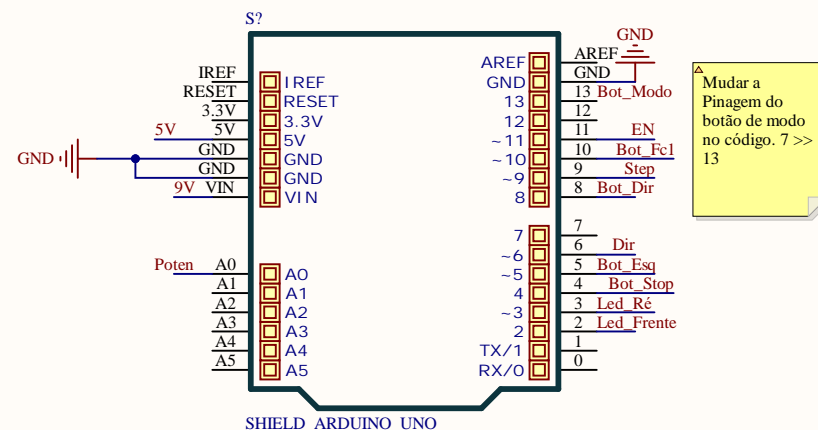 S?
IREF
RESET
3.3V
5V 5V
GND
GND GND
9V VIN
Poten A0
A1
A2
A3
A4
A5
IREF
RESET
3.3V
5V
GND
GND
VIN
A0
A1
A2
A3
A4
A5
AREF
GND
13
12
~11
~10
~9
8
7
~6
~5
4
~3
2
TX/1
RX/0
GND
AREF
GND
13 Bot_Modo
12
11 EN
10 Bot_Fc1
9 Step
8 Bot_Dir
7
6 Dir
5 Bot_Esq
4 Bot_Stop
3 Led_Ré
2 Led_Frente
1
0
SHIELD ARDUINO UNO
Mudar a
Pinagem do
botão de modo
no código. 7 >>
13